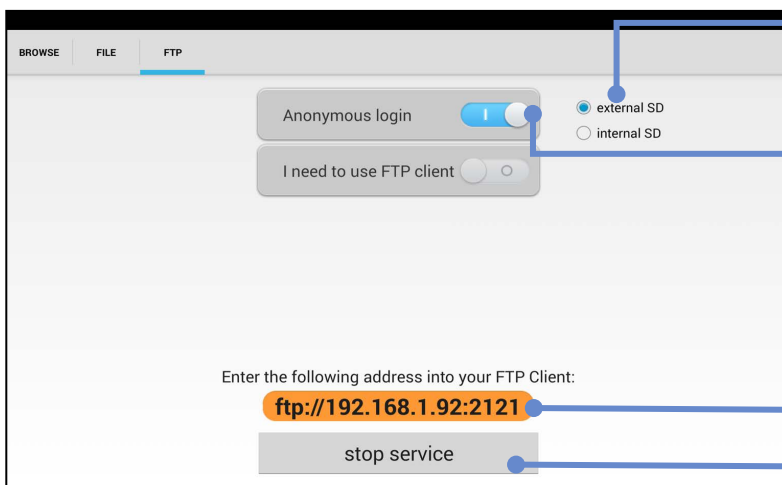 BROWSE FILE FTP
Anonymous login
external SD
internal SD
I need to use FTP client
Enter the following address into your FTP Client:
ftp://192.168.1.92:2121
stop service